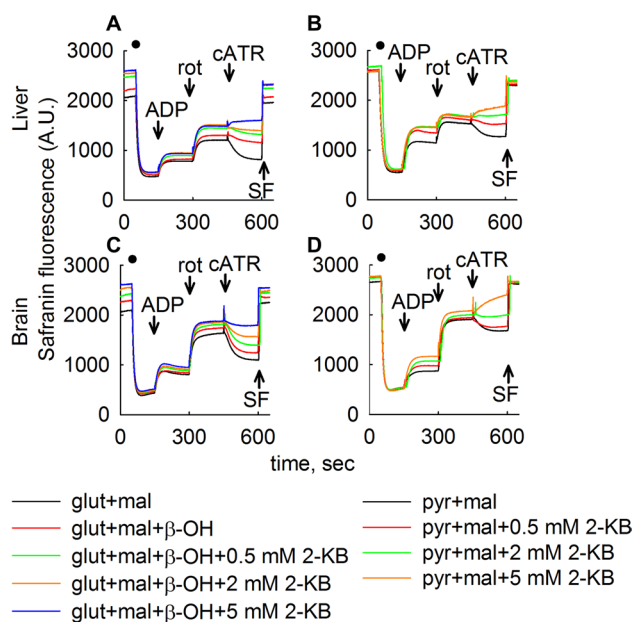 A
B
ADP
rot
cATR
SF
3000
2000
1000
0
0
300
600
ADP
rot
cATR
SF
3000
2000
1000
0
0
300
600
Liver
Brain
Safranin fluorescence (A.U.)
C
D
ADP
rot
cATR
SF
3000
2000
1000
0
0
300
600
ADP
rot
cATR
SF
3000
2000
1000
0
0
300
600
time, sec
glut+mal
glut+mal+β-OH
glut+mal+β-OH+0.5 mM 2-KB
glut+mal+β-OH+2 mM 2-KB
glut+mal+β-OH+5 mM 2-KB
pyr+mal
pyr+mal+0.5 mM 2-KB
pyr+mal+2 mM 2-KB
pyr+mal+5 mM 2-KB